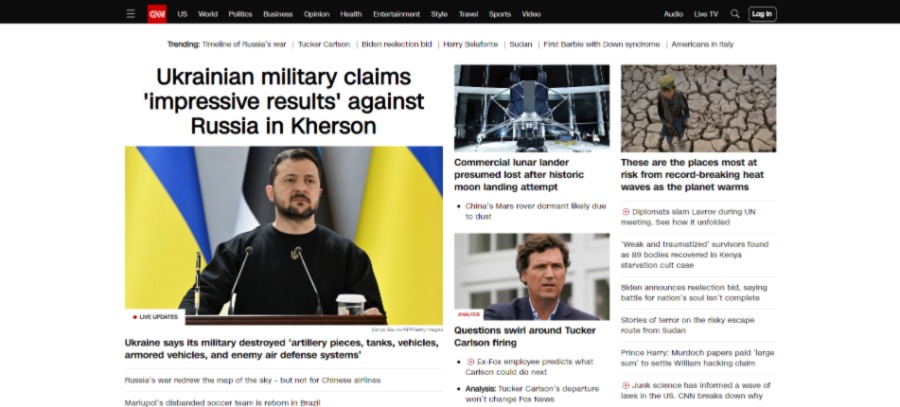 CNN US World Politics Business Opinion Health Entertainment Style Travel Sports Video Audio Live TV Log In
Trending: Timeline of Russia's war | Tucker Carlson | Biden reelection bid | Harry Belafonte | Sudan | First Barbie with Down syndrome | Americans in Italy
Ukrainian military claims
'impressive results' against
Russia in Kherson
LIVE UPDATES
Ukraine says its military destroyed 'artillery pieces, tanks, vehicles,
armored vehicles, and enemy air defense systems'
Russia's war redrew the map of the sky - but not for Chinese airlines
Mariupol's disbanded soccer team is reborn in Brazil
Commercial lunar lander
presumed lost after historic
moon landing attempt
China's Mars rover dormant likely due
to dust
ANALYSIS
Questions swirl around Tucker
Carlson firing
Ex-Fox employee predicts what
Carlson could do next
Analysis: Tucker Carlson's departure
won't change Fox News
These are the places most at
risk from record-breaking heat
waves as the planet warms
Diplomats slam Lavrov during UN
meeting. See how it unfolded
'Weak and traumatized' survivors found
as 89 bodies recovered in Kenya
starvation cult case
Biden announces reelection bid, saying
battle for nation's soul isn't complete
Stories of terror on the risky escape
route from Sudan
Prince Harry: Murdoch papers paid 'large
sum' to settle William hacking claim
Junk science has informed a wave of
laws in the US. CNN breaks down why